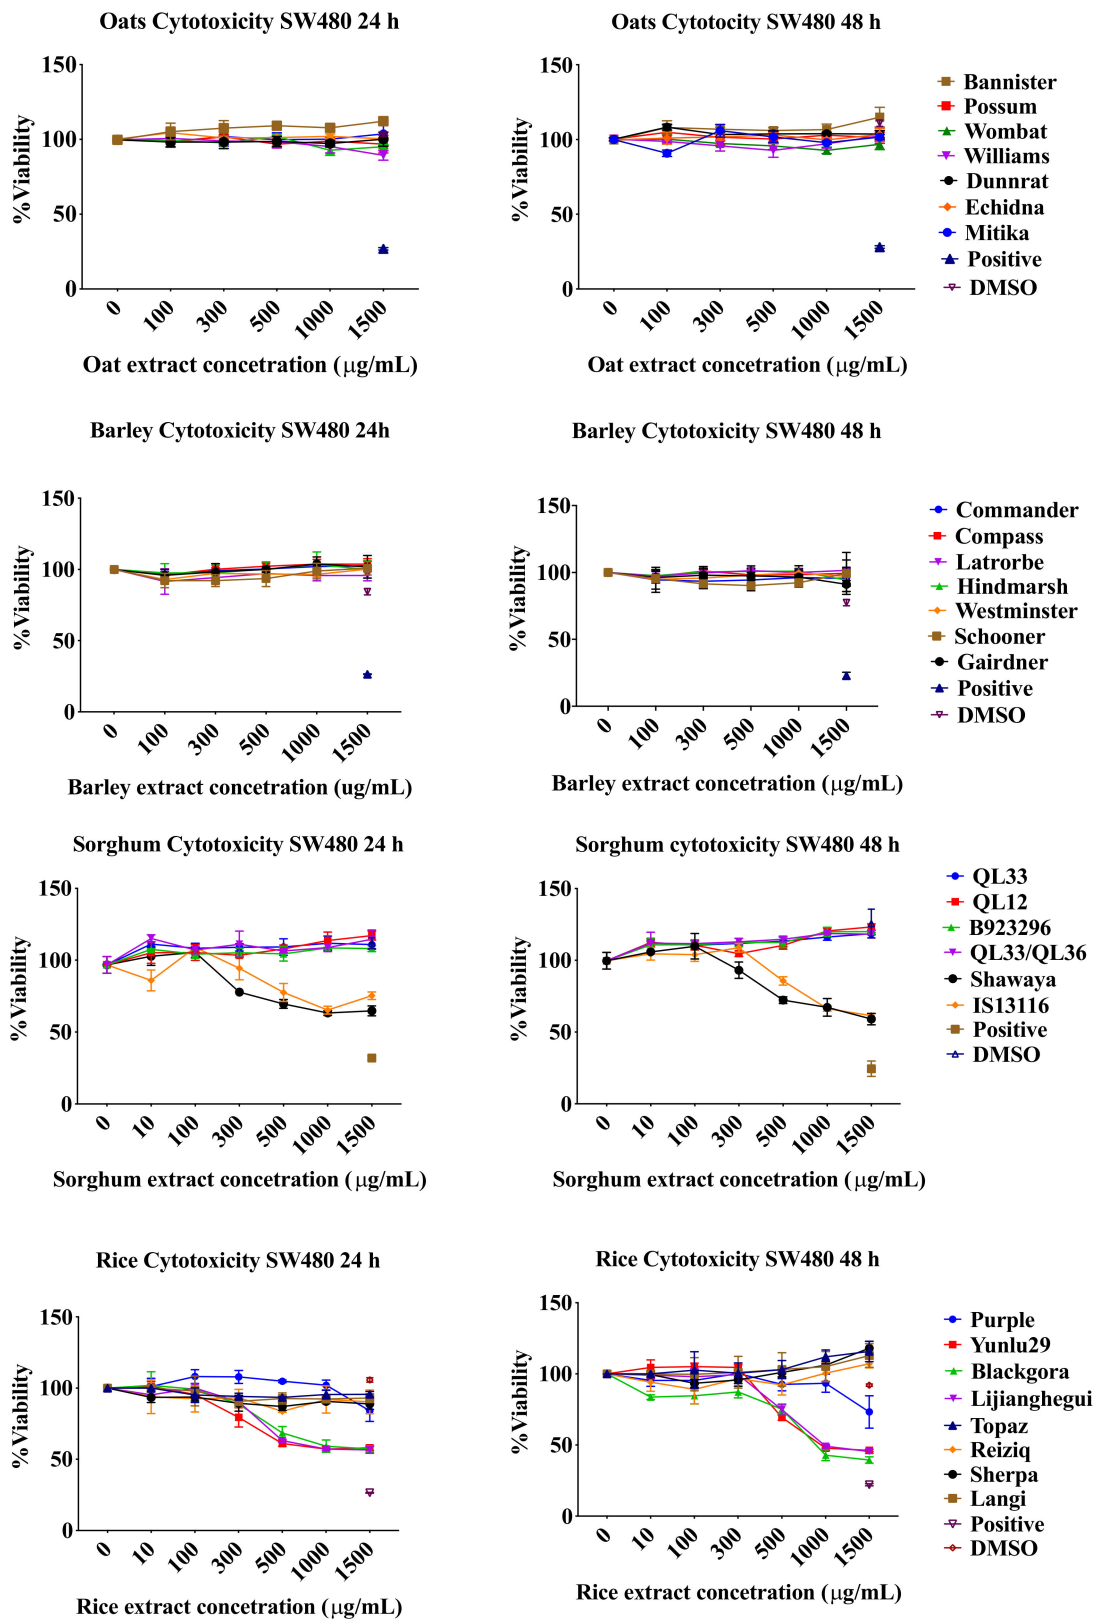 Oats Cytotoxicity SW480 24 h
150
100
50
0
%Viability
0
100
300
500
1000
1500
Oat extract concetration (μg/mL)
Oats Cytotocity SW480 48 h
150
100
50
0
%Viability
0
100
300
500
1000
1500
Oat extract concetration (μg/mL)
Bannister
Possum
Wombat
Williams
Dunnrat
Echidna
Mitika
Positive
DMSO
Barley Cytotoxicity SW480 24h
150
100
50
0
%Viability
0
100
300
500
1000
1500
Barley extract concetration (ug/mL)
Barley Cytotoxicity SW480 48 h
150
100
50
0
%Viability
0
100
300
500
1000
1500
Barley extract concetration (μg/mL)
Commander
Compass
Latrorbe
Hindmarsh
Westminster
Schooner
Gairdner
Positive
DMSO
Sorghum Cytotoxicity SW480 24 h
150
100
50
0
%Viability
0
10
100
300
500
1000
1500
Sorghum extract concetration (μg/mL)
Sorghum cytotoxicity SW480 48 h
150
100
50
0
%Viability
0
10
100
300
500
1000
1500
Sorghum extract concetration (μg/mL)
QL33
QL12
B923296
QL33/QL36
Shawaya
IS13116
Positive
DMSO
Rice Cytotoxicity SW480 24 h
150
100
50
0
%Viability
0
10
100
300
500
1000
1500
Rice extract concetration (μg/mL)
Rice Cytotoxicity SW480 48 h
150
100
50
0
%Viability
0
10
100
300
500
1000
1500
Rice extract concetration (μg/mL)
Purple
Yunlu29
Blackgora
Lijianghegui
Topaz
Reiziq
Sherpa
Langi
Positive
DMSO